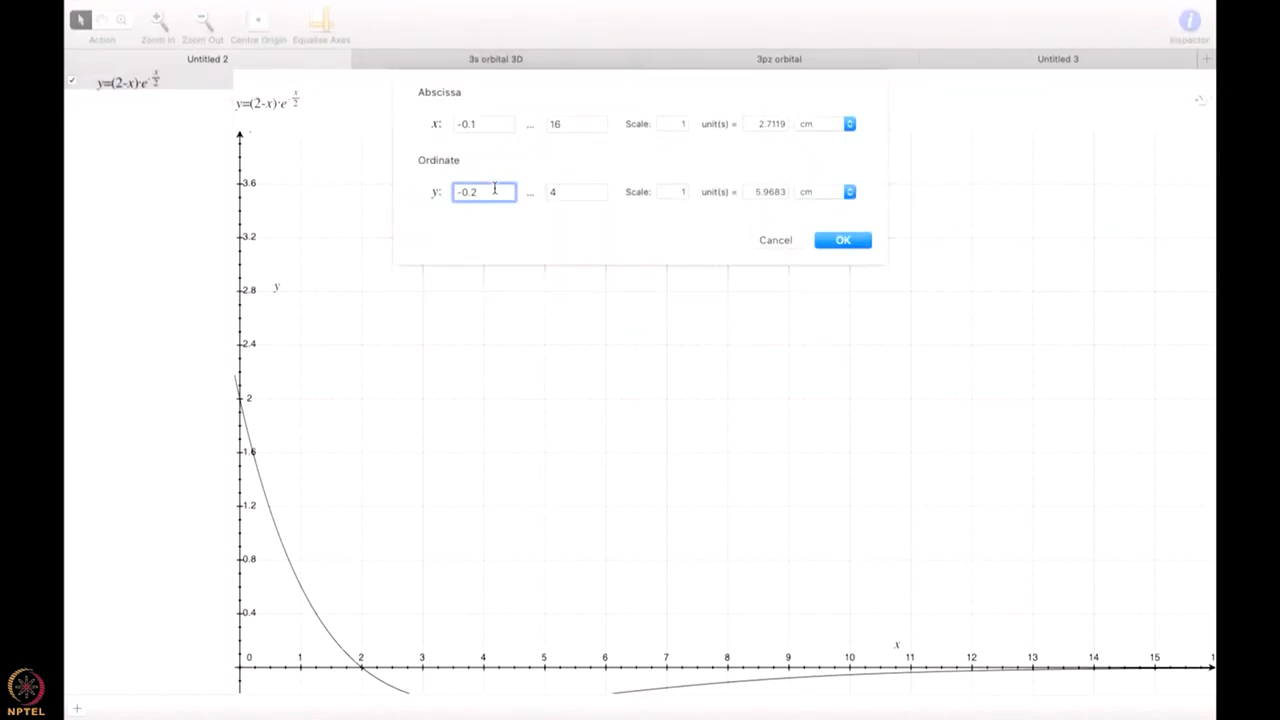 Action Zoom In Zoom Out Centre Origin Equalise Axes Inspector
Untitled 2 3s orbital 3D 3pz orbital Untitled 3
y=(2-x)·e^-x/2
y=(2-x)·e^-x/2
Abscissa
x: -0.1 ... 16 Scale: 1 unit(s) = 2.7119 cm
Ordinate
y: -0.2 ... 4 Scale: 1 unit(s) = 5.9683 cm
Cancel OK
3.6
3.2
2.8
y
2.4
2
1.6
1.2
0.8
0.4
x
0 1 2 3 4 5 6 7 8 9 10 11 12 13 14 15 1
NPTEL